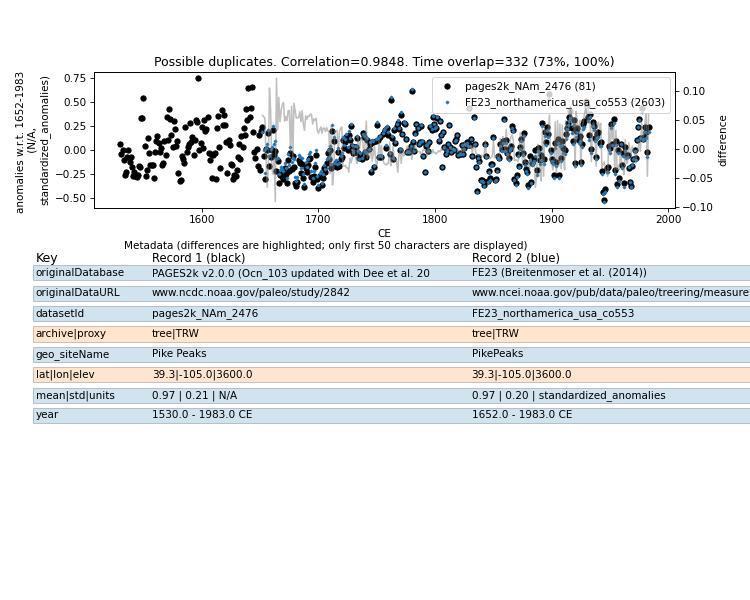 Possible duplicates. Correlation=0.9848. Time overlap=332 (73%, 100%)
anomalies w.r.t. 1652-1983
(N/A,
standardized_anomalies)
0.75
0.50
0.25
0.00
−0.25
−0.50
pages2k_NAm_2476 (81)
FE23_northamerica_usa_co553 (2603)
0.10
0.05
0.00
−0.05
−0.10
difference
1600
1700
1800
1900
2000
CE
Metadata (differences are highlighted; only first 50 characters are displayed)
Key Record 1 (black) Record 2 (blue)
originalDatabase PAGES2k v2.0.0 (Ocn_103 updated with Dee et al. 20 FE23 (Breitenmoser et al. (2014))
originalDataURL www.ncdc.noaa.gov/paleo/study/2842 www.ncei.noaa.gov/pub/data/paleo/treering/measure
datasetId pages2k_NAm_2476 FE23_northamerica_usa_co553
archive|proxy tree|TRW tree|TRW
geo_siteName Pike Peaks PikePeaks
lat|lon|elev 39.3|-105.0|3600.0 39.3|-105.0|3600.0
mean|std|units 0.97 | 0.21 | N/A 0.97 | 0.20 | standardized_anomalies
year 1530.0 - 1983.0 CE 1652.0 - 1983.0 CE